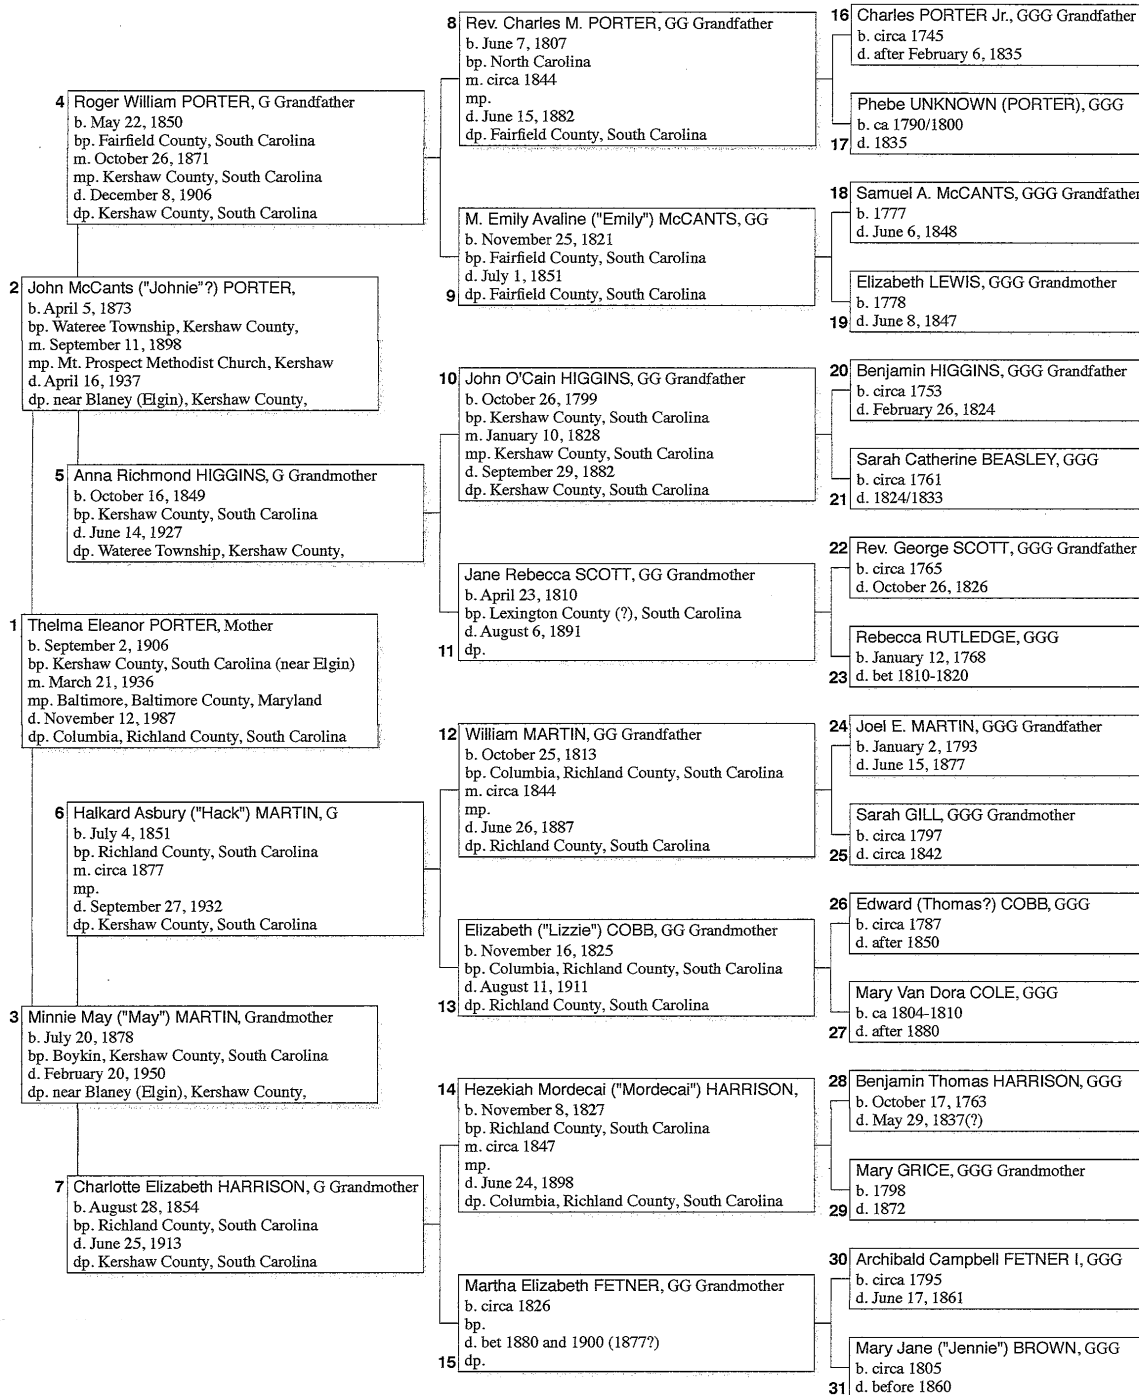 8 Rev. Charles M. PORTER, GG Grandfather
b. June 7, 1807
bp. North Carolina
m. circa 1844
mp.
d. June 15, 1882
dp. Fairfield County, South Carolina
16 Charles PORTER Jr., GGG Grandfather
b. circa 1745
d. after February 6, 1835
4 Roger William PORTER, G Grandfather
b. May 22, 1850
bp. Fairfield County, South Carolina
m. October 26, 1871
mp. Kershaw County, South Carolina
d. December 8, 1906
dp. Kershaw County, South Carolina
Phebe UNKNOWN (PORTER), GGG
b. ca 1790/1800
17 d. 1835
18 Samuel A. McCANTS, GGG Grandfather
b. 1777
d. June 6, 1848
M. Emily Avaline ("Emily") McCANTS, GG
b. November 25, 1821
bp. Fairfield County, South Carolina
d. July 1, 1851
9 dp. Fairfield County, South Carolina
Elizabeth LEWIS, GGG Grandmother
b. 1778
19 d. June 8, 1847
2 John McCants ("Johnie"?) PORTER,
b. April 5, 1873
bp. Wateree Township, Kershaw County,
m. September 11, 1898
mp. Mt. Prospect Methodist Church, Kershaw
d. April 16, 1937
dp. near Blaney (Elgin), Kershaw County,
10 John O'Cain HIGGINS, GG Grandfather
b. October 26, 1799
bp. Kershaw County, South Carolina
m. January 10, 1828
mp. Kershaw County, South Carolina
d. September 29, 1882
dp. Kershaw County, South Carolina
20 Benjamin HIGGINS, GGG Grandfather
b. circa 1753
d. February 26, 1824
5 Anna Richmond HIGGINS, G Grandmother
b. October 16, 1849
bp. Kershaw County, South Carolina
d. June 14, 1927
dp. Wateree Township, Kershaw County,
Sarah Catherine BEASLEY, GGG
b. circa 1761
21 d. 1824/1833
22 Rev. George SCOTT, GGG Grandfather
b. circa 1765
d. October 26, 1826
Jane Rebecca SCOTT, GG Grandmother
b. April 23, 1810
bp. Lexington County (?), South Carolina
d. August 6, 1891
11 dp.
Rebecca RUTLEDGE, GGG
b. January 12, 1768
23 d. bet 1810-1820
1 Thelma Eleanor PORTER, Mother
b. September 2, 1906
bp. Kershaw County, South Carolina (near Elgin)
m. March 21, 1936
mp. Baltimore, Baltimore County, Maryland
d. November 12, 1987
dp. Columbia, Richland County, South Carolina
12 William MARTIN, GG Grandfather
b. October 25, 1813
bp. Columbia, Richland County, South Carolina
m. circa 1844
mp.
d. June 26, 1887
dp. Richland County, South Carolina
24 Joel E. MARTIN, GGG Grandfather
b. January 2, 1793
d. June 15, 1877
6 Halkard Asbury ("Hack") MARTIN, G
b. July 4, 1851
bp. Richland County, South Carolina
m. circa 1877
mp.
d. September 27, 1932
dp. Kershaw County, South Carolina
Sarah GILL, GGG Grandmother
b. circa 1797
25 d. circa 1842
26 Edward (Thomas?) COBB, GGG
b. circa 1787
d. after 1850
Elizabeth ("Lizzie") COBB, GG Grandmother
b. November 16, 1825
bp. Columbia, Richland County, South Carolina
d. August 11, 1911
13 dp. Richland County, South Carolina
Mary Van Dora COLE, GGG
b. ca 1804-1810
27 d. after 1880
3 Minnie May ("May") MARTIN, Grandmother
b. July 20, 1878
bp. Boykin, Kershaw County, South Carolina
d. February 20, 1950
dp. near Blaney (Elgin), Kershaw County,
14 Hezekiah Mordecai ("Mordecai") HARRISON,
b. November 8, 1827
bp. Richland County, South Carolina
m. circa 1847
mp.
d. June 24, 1898
dp. Columbia, Richland County, South Carolina
28 Benjamin Thomas HARRISON, GGG
b. October 17, 1763
d. May 29, 1837(?)
7 Charlotte Elizabeth HARRISON, G Grandmother
b. August 28, 1854
bp. Richland County, South Carolina
d. June 25, 1913
dp. Kershaw County, South Carolina
Mary GRICE, GGG Grandmother
b. 1798
29 d. 1872
30 Archibald Campbell FETNER I, GGG
b. circa 1795
d. June 17, 1861
Martha Elizabeth FETNER, GG Grandmother
b. circa 1826
bp.
d. bet 1880 and 1900 (1877?)
15 dp.
Mary Jane ("Jennie") BROWN, GGG
b. circa 1805
31 d. before 1860